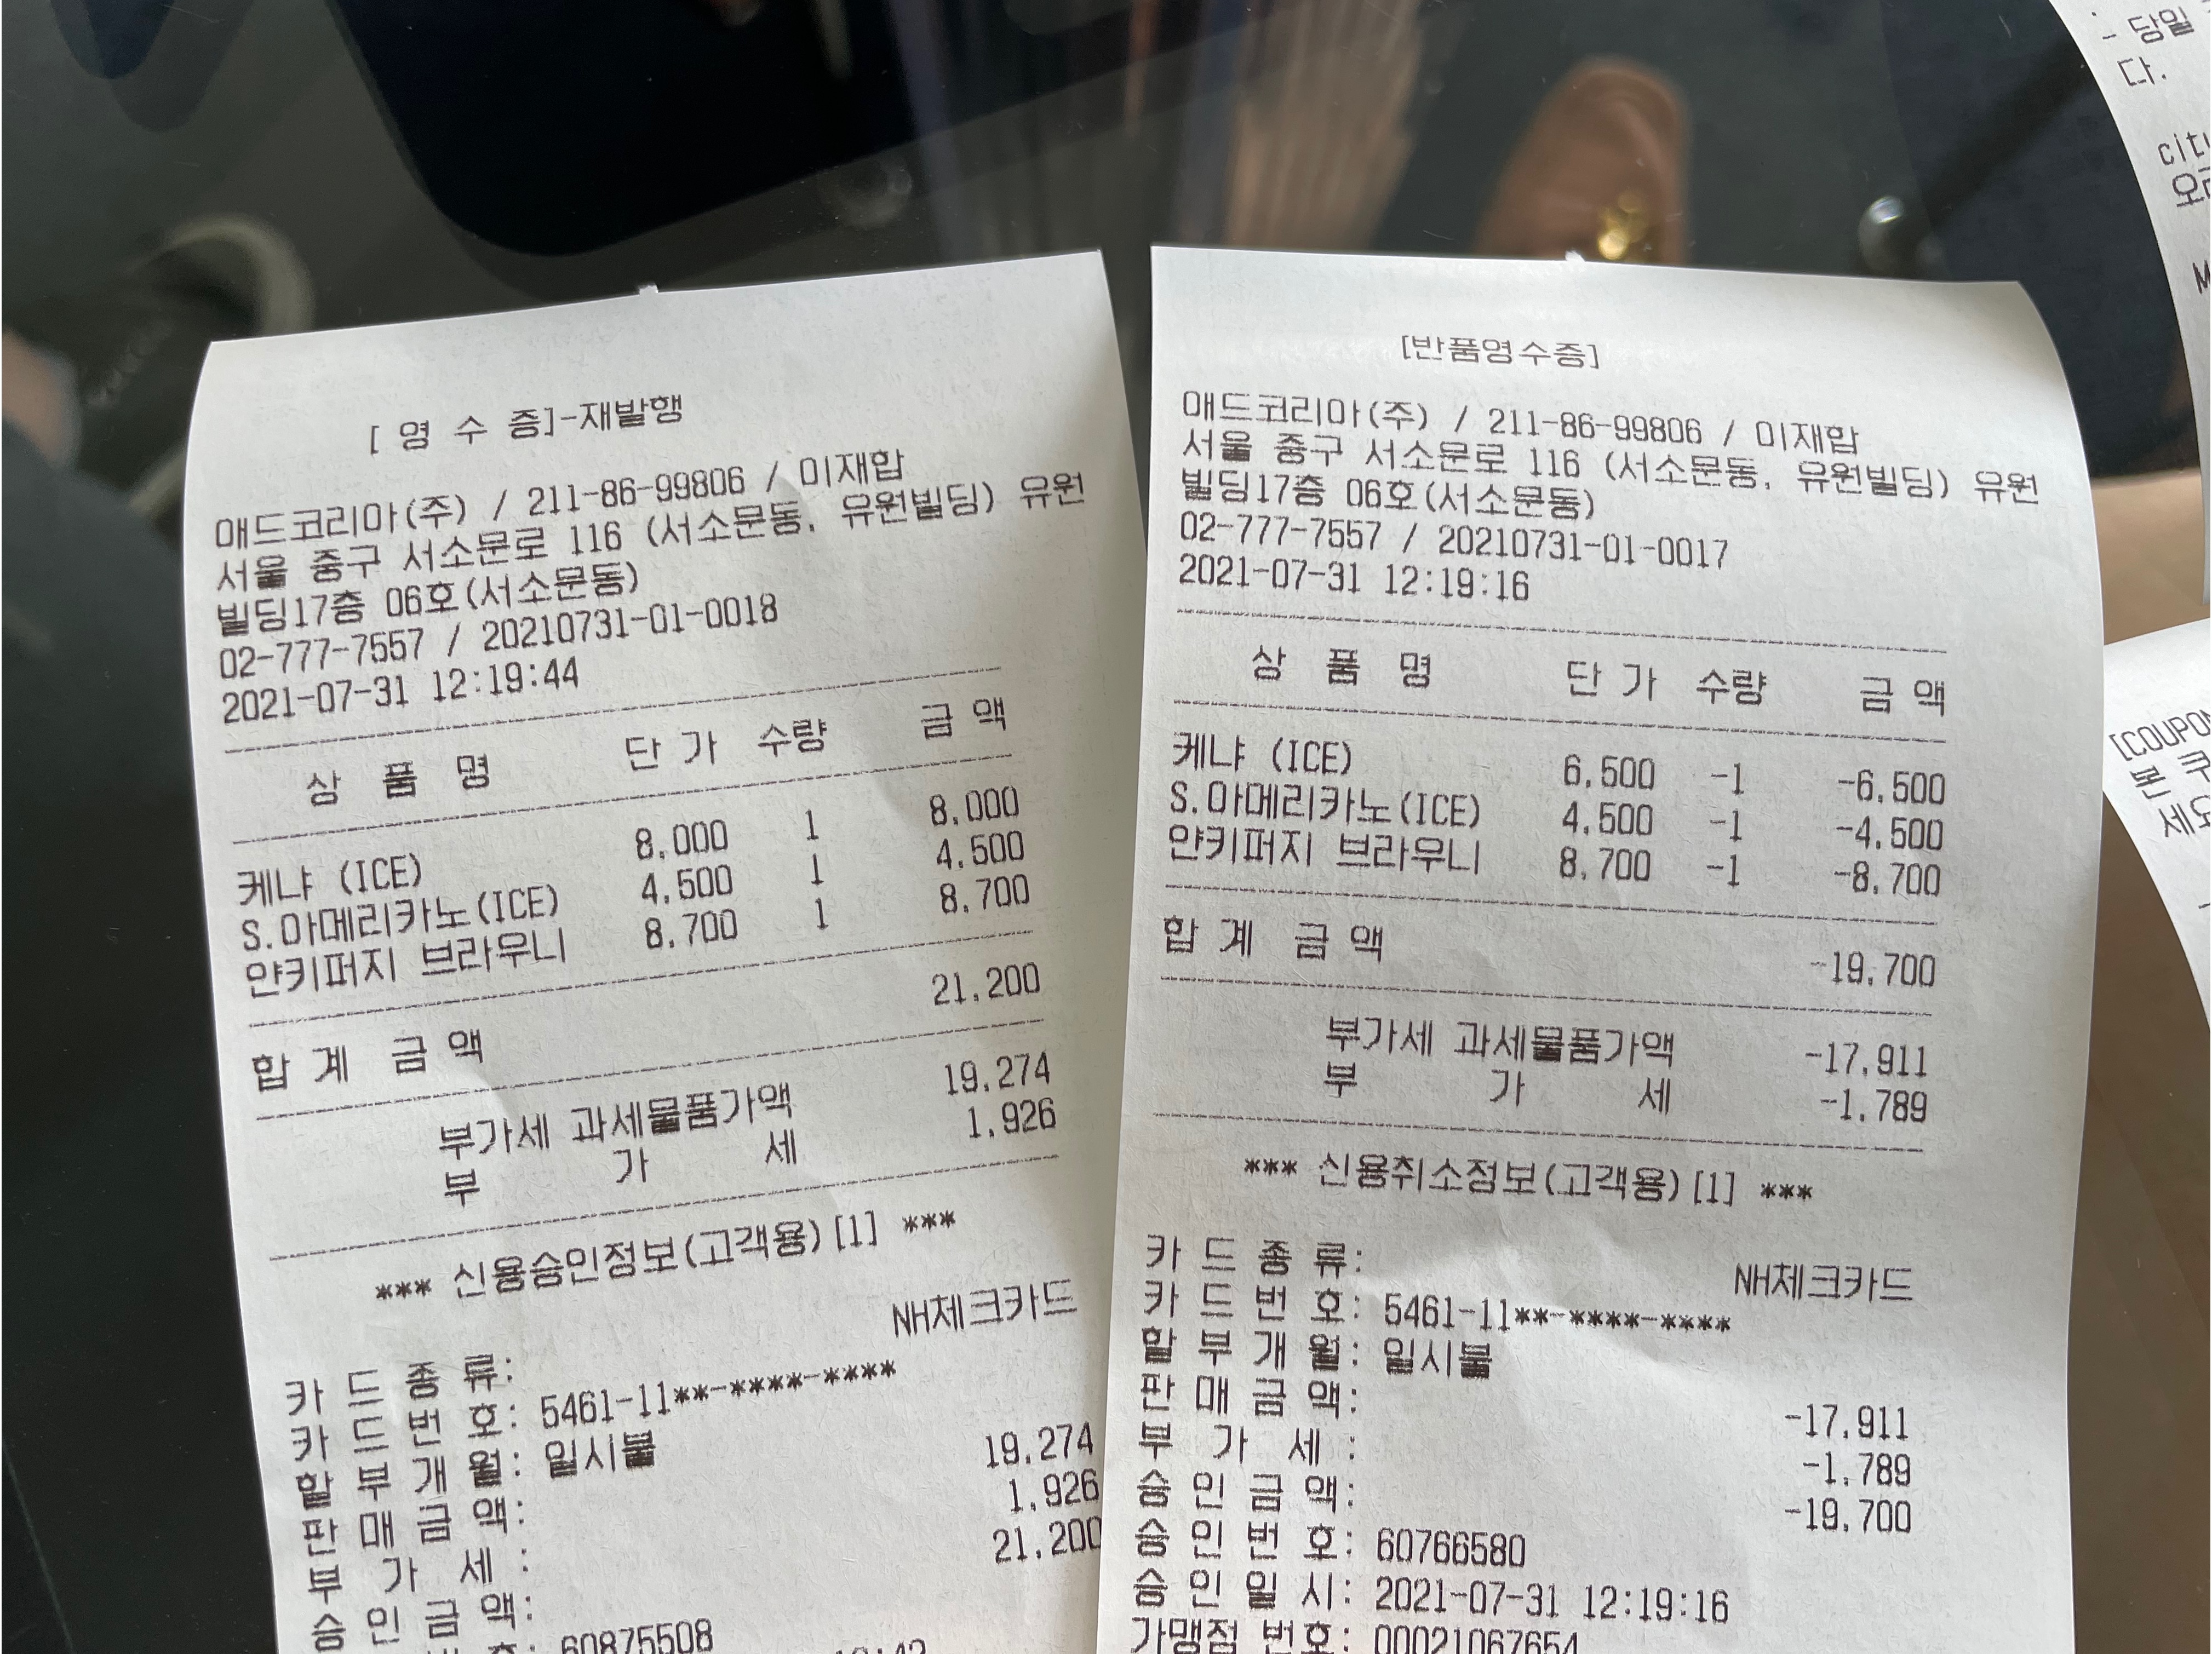 [ 영 수 증]-재발행
애드코리아(주) / 211-86-99806 / 이재합
서울 중구 서소문로 116 (서소문동, 유원빌딩) 유원
빌딩17층 06호(서소문동)
02-777-7557 / 20210731-01-0018
2021-07-31 12:19:44
상 품 명 단 가 수량 금 액
케냐 (ICE) 8,000 1 8,000
S.아메리카노(ICE) 4,500 1 4,500
얀키퍼지 브라우니 8,700 1 8,700
합 계 금 액 21,200
부가세 과세물품가액 19,274
부 가 세 1,926
*** 신용승인정보(고객용)[1] ***
카 드 종 류: NH체크카드
카 드 번 호: 5461-11**-****-****
할 부 개 월: 일시불
판 매 금 액: 19,274
부 가 세 : 1,926
승 인 금 액: 21,200
호: 60875508
[반품영수증]
애드코리아(주) / 211-86-99806 / 이재합
서울 중구 서소문로 116 (서소문동, 유원빌딩) 유원
빌딩17층 06호(서소문동)
02-777-7557 / 20210731-01-0017
2021-07-31 12:19:16
상 품 명 단 가 수량 금 액
케냐 (ICE) 6,500 -1 -6,500
S.아메리카노(ICE) 4,500 -1 -4,500
얀키퍼지 브라우니 8,700 -1 -8,700
합 계 금 액 -19,700
부가세 과세물품가액 -17,911
부 가 세 -1,789
*** 신용취소정보(고객용)[1] ***
카 드 종 류: NH체크카드
카 드 번 호: 5461-11**-****-****
할 부 개 월: 일시불
판 매 금 액: -17,911
부 가 세 : -1,789
승 인 금 액: -19,700
승 인 번 호: 60766580
승 인 일 시: 2021-07-31 12:19:16
가맹점 번호: 00021067654
- 당일
다.
citi
[COUPON
본 쿠